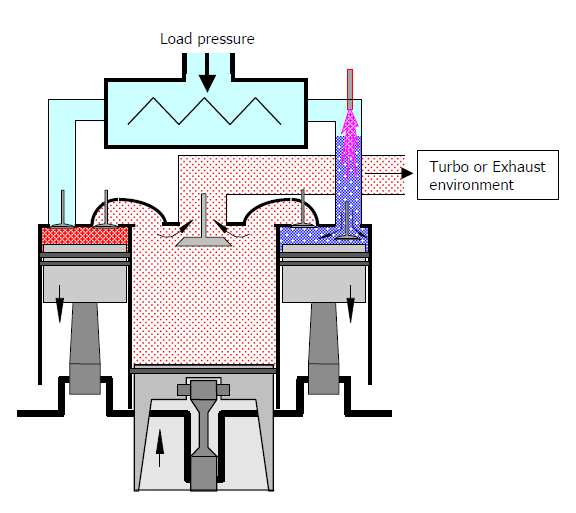 Load pressure
Turbo or Exhaust
environment